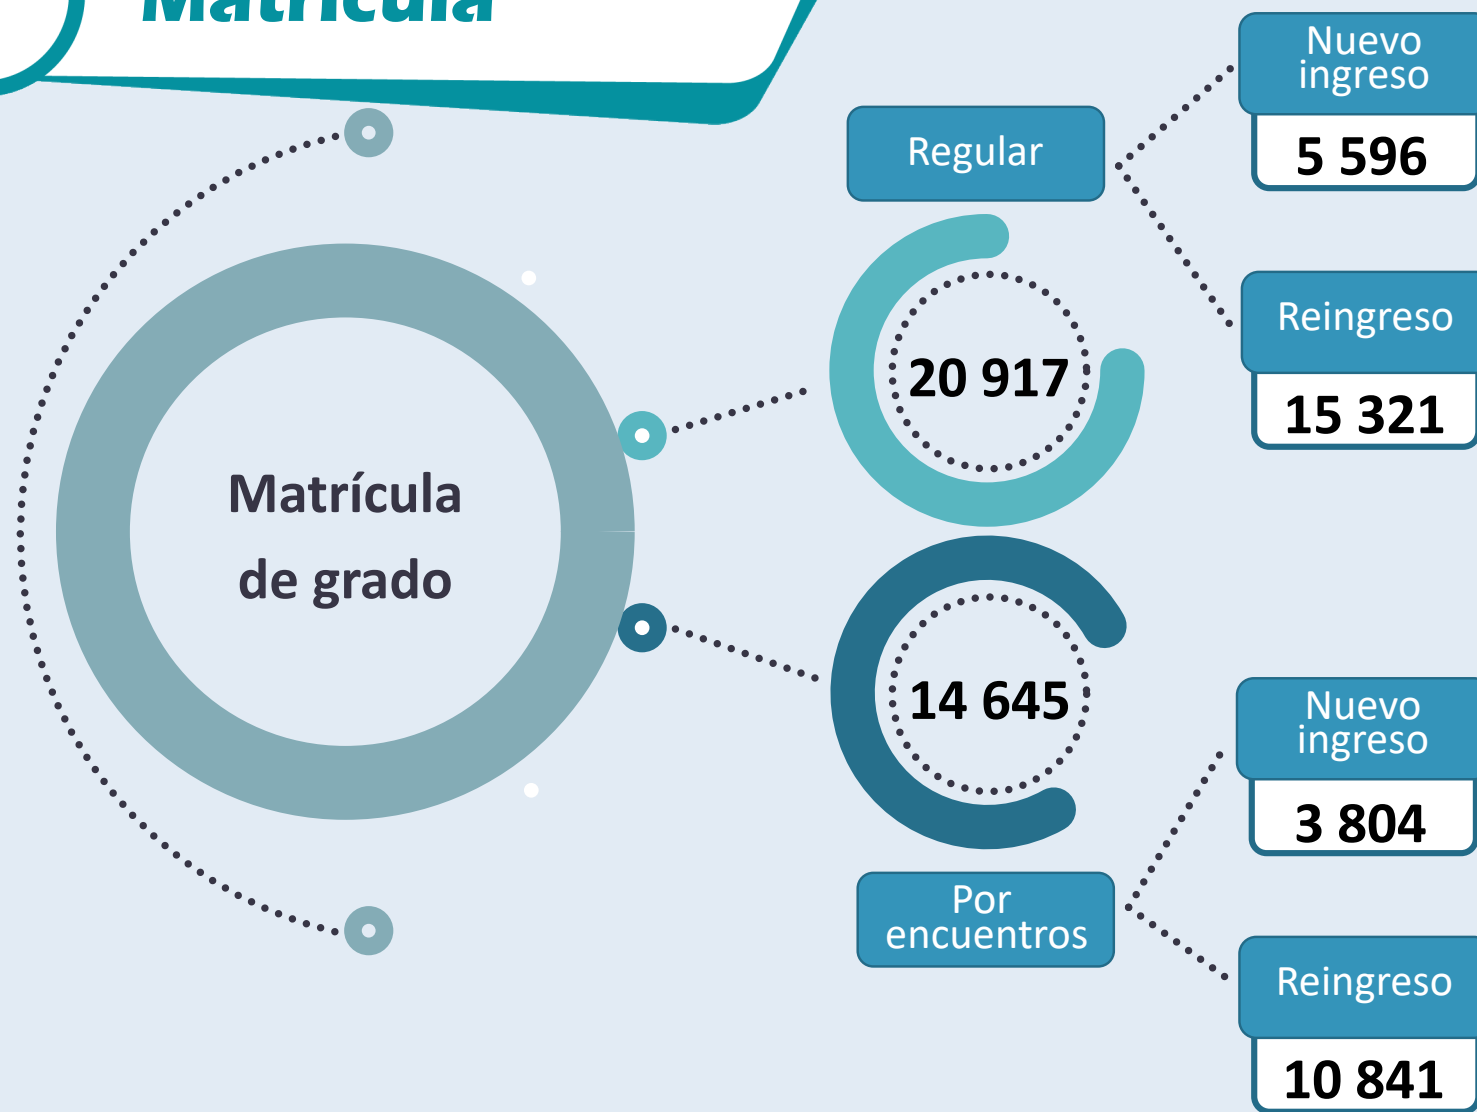 Matrícula
Matrícula
de grado
Regular
20 917
Nuevo
ingreso
5 596
Reingreso
15 321
14 645
Por
encuentros
Nuevo
ingreso
3 804
Reingreso
10 841